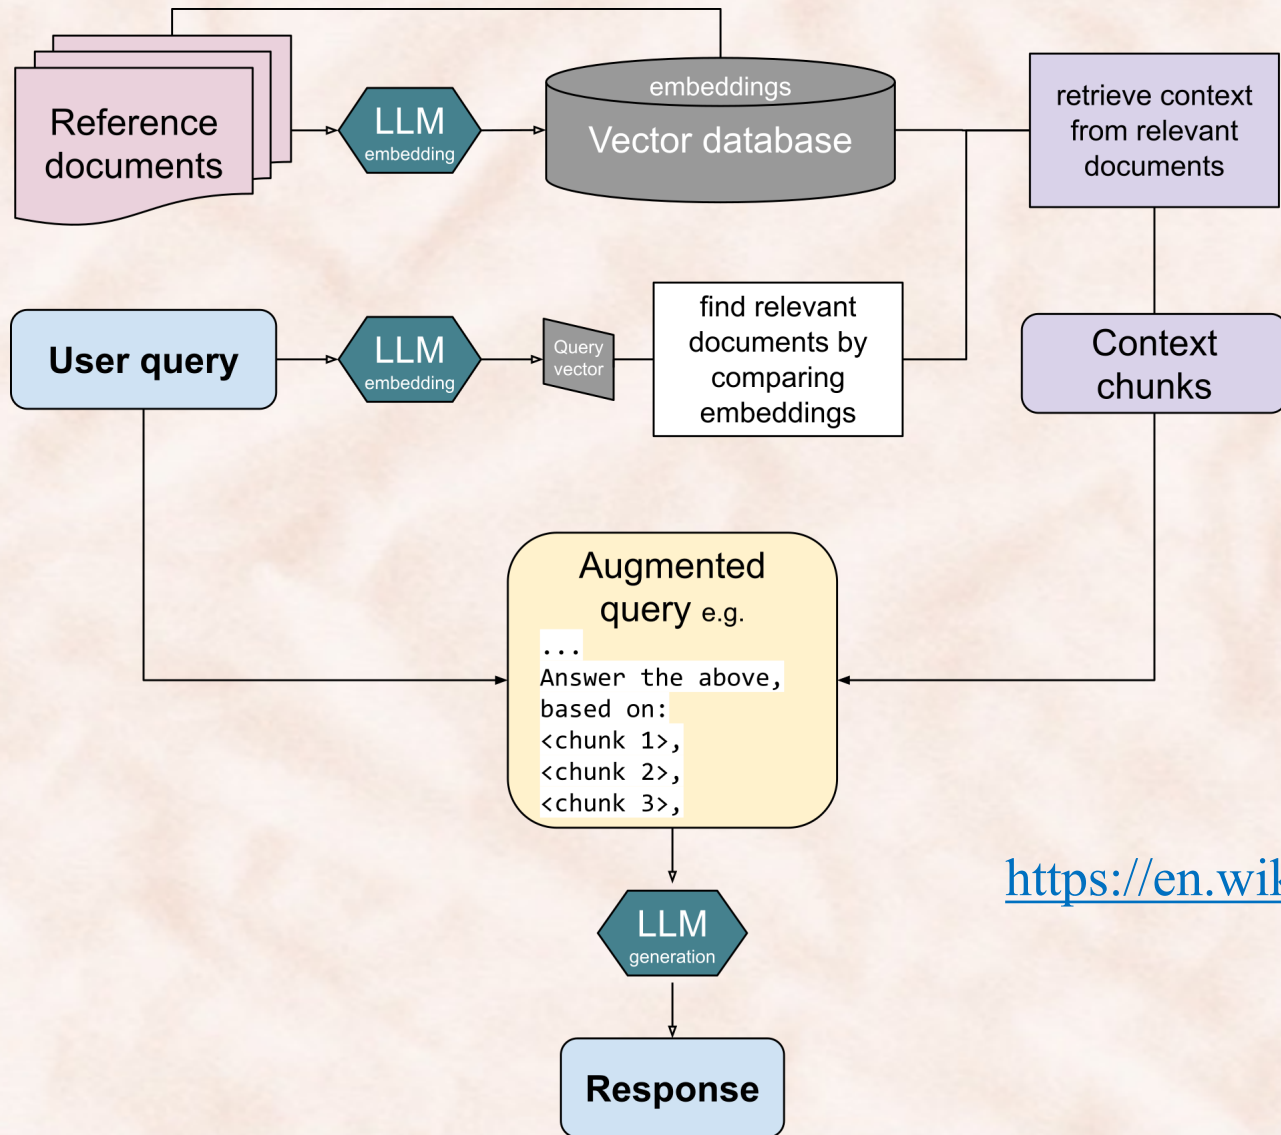 Reference
documents
LLM
embedding
embeddings
Vector database
retrieve context
from relevant
documents
User query
LLM
embedding
Query
vector
find relevant
documents by
comparing
embeddings
Context
chunks
Augmented
query e.g.
...
Answer the above,
based on:
<chunk 1>,
<chunk 2>,
<chunk 3>,
https://en.wik
LLM
generation
Response